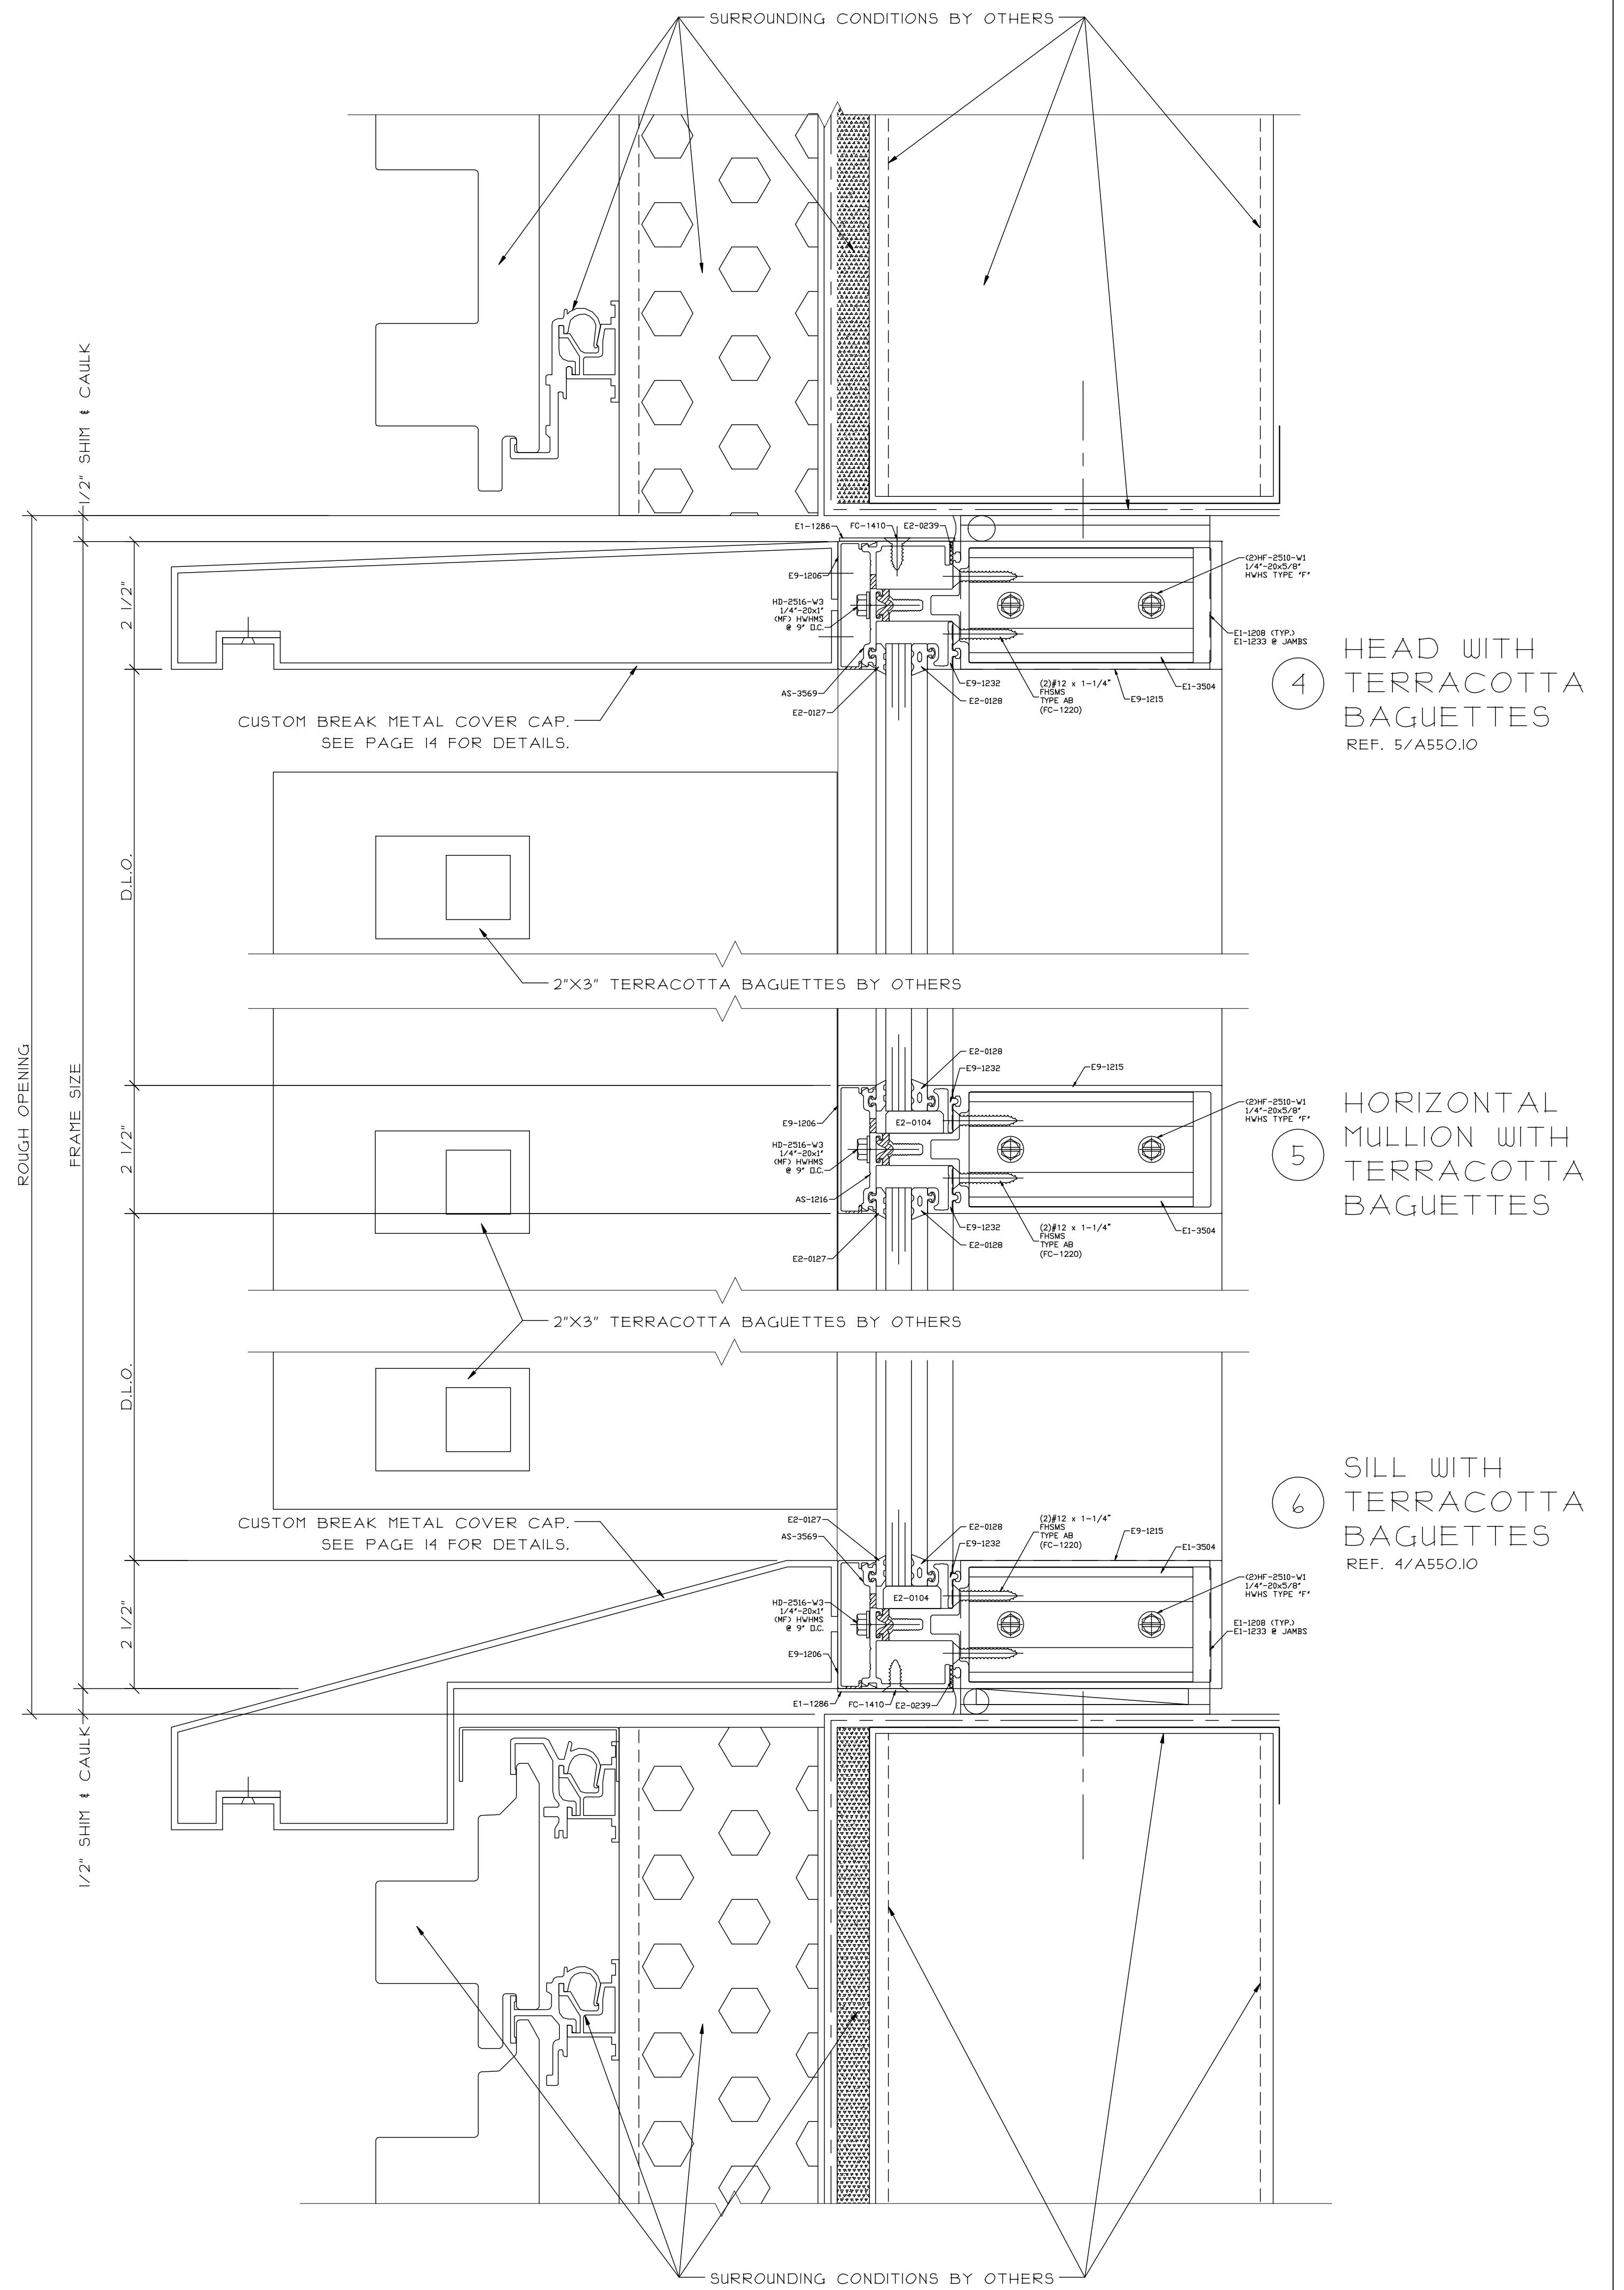 SURROUNDING CONDITIONS BY OTHERS
1/2" SHIM & CAULK
ROUGH OPENING
FRAME SIZE
2 1/2"
D.L.O.
2 1/2"
D.L.O.
2 1/2"
1/2" SHIM & CAULK
E1-1286
FC-1410
E2-0239
E9-1206
HD-2516-W3
1/4"-20x1"
(MF) HWHMS
@ 9" O.C.
AS-3569
E2-0127
E9-1232
E2-0128
(2)#12 x 1-1/4"
FHSMS
TYPE AB
(FC-1220)
(2)HF-2510-W1
1/4"-20x5/8"
HWHS TYPE "F"
E1-1208 (TYP.)
E1-1233 @ JAMBS
E1-3504
E9-1215
CUSTOM BREAK METAL COVER CAP.
SEE PAGE 14 FOR DETAILS.
4
HEAD WITH
TERRACOTTA
BAGUETTES
REF. 5/A550.10
2"X3" TERRACOTTA BAGUETTES BY OTHERS
E2-0128
E9-1232
E9-1215
E9-1206
E2-0104
HD-2516-W3
1/4"-20x1"
(MF) HWHMS
@ 9" O.C.
AS-1216
E2-0127
E9-1232
E2-0128
(2)#12 x 1-1/4"
FHSMS
TYPE AB
(FC-1220)
(2)HF-2510-W1
1/4"-20x5/8"
HWHS TYPE "F"
E1-3504
5
HORIZONTAL
MULLION WITH
TERRACOTTA
BAGUETTES
2"X3" TERRACOTTA BAGUETTES BY OTHERS
CUSTOM BREAK METAL COVER CAP.
SEE PAGE 14 FOR DETAILS.
E2-0127
AS-3569
E2-0128
E9-1232
(2)#12 x 1-1/4"
FHSMS
TYPE AB
(FC-1220)
E9-1215
E1-3504
(2)HF-2510-W1
1/4"-20x5/8"
HWHS TYPE "F"
E1-1208 (TYP.)
E1-1233 @ JAMBS
E2-0104
HD-2516-W3
1/4"-20x1"
(MF) HWHMS
@ 9" O.C.
E9-1206
E1-1286
FC-1410
E2-0239
6
SILL WITH
TERRACOTTA
BAGUETTES
REF. 4/A550.10
SURROUNDING CONDITIONS BY OTHERS